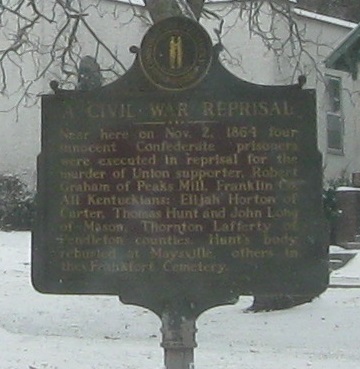 A CIVIL WAR REPRISAL
Near here on Nov. 2, 1864 four
innocent Confederate prisoners
were executed in reprisal for the
murder of Union supporter, Robert
Graham of Peaks Mill, Franklin Co.
All Kentuckians: Elijah Horton of
Carter, Thomas Hunt and John Long
of Mason, Thornton Lafferty of
Pendleton counties. Hunt's body
reburied at Maysville, others in
the Frankfort Cemetery.